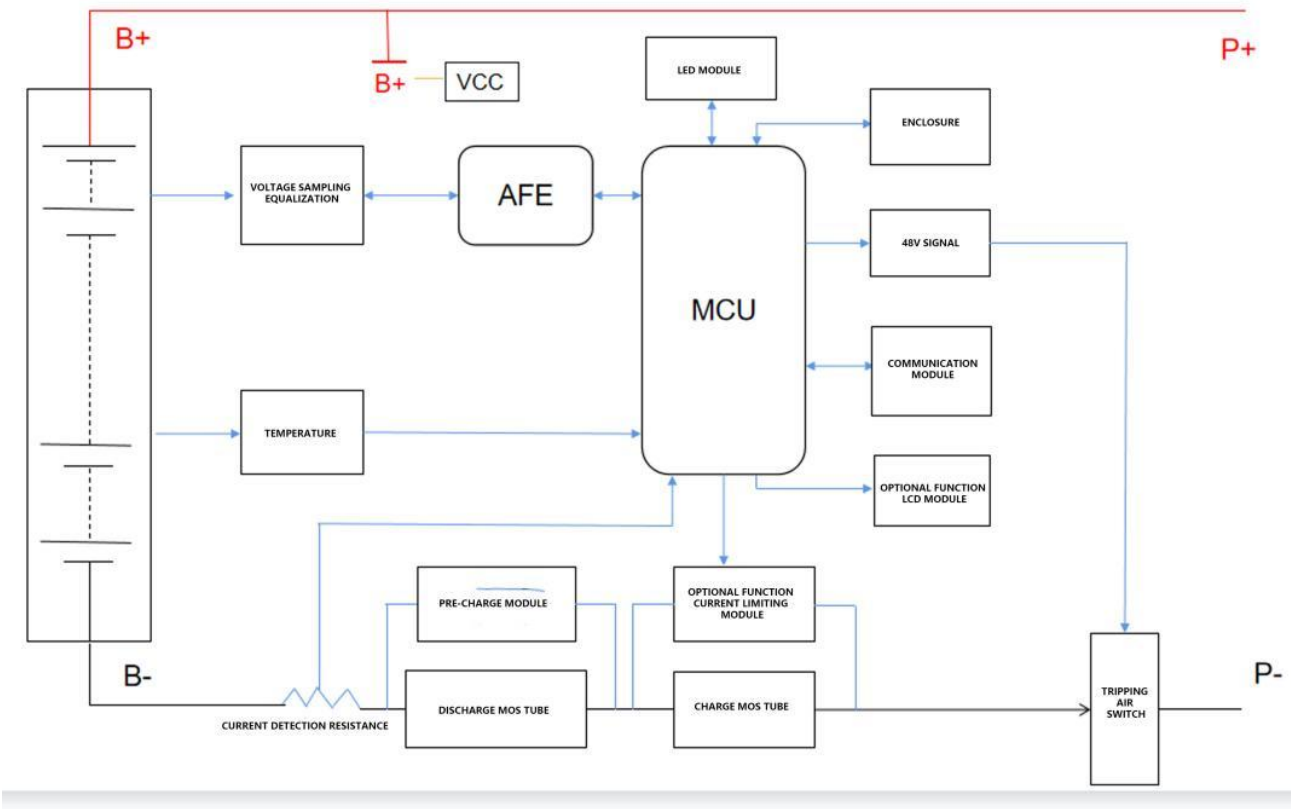 B+
P+
B+
VCC
LED MODULE
ENCLOSURE
VOLTAGE SAMPLING
EQUALIZATION
AFE
48V SIGNAL
MCU
COMMUNICATION
MODULE
TEMPERATURE
OPTIONAL FUNCTION
LCD MODULE
PRE-CHARGE MODULE
OPTIONAL FUNCTION
CURRENT LIMITING
MODULE
B-
P-
TRIPPING
AIR
SWITCH
DISCHARGE MOS TUBE
CHARGE MOS TUBE
CURRENT DETECTION RESISTANCE